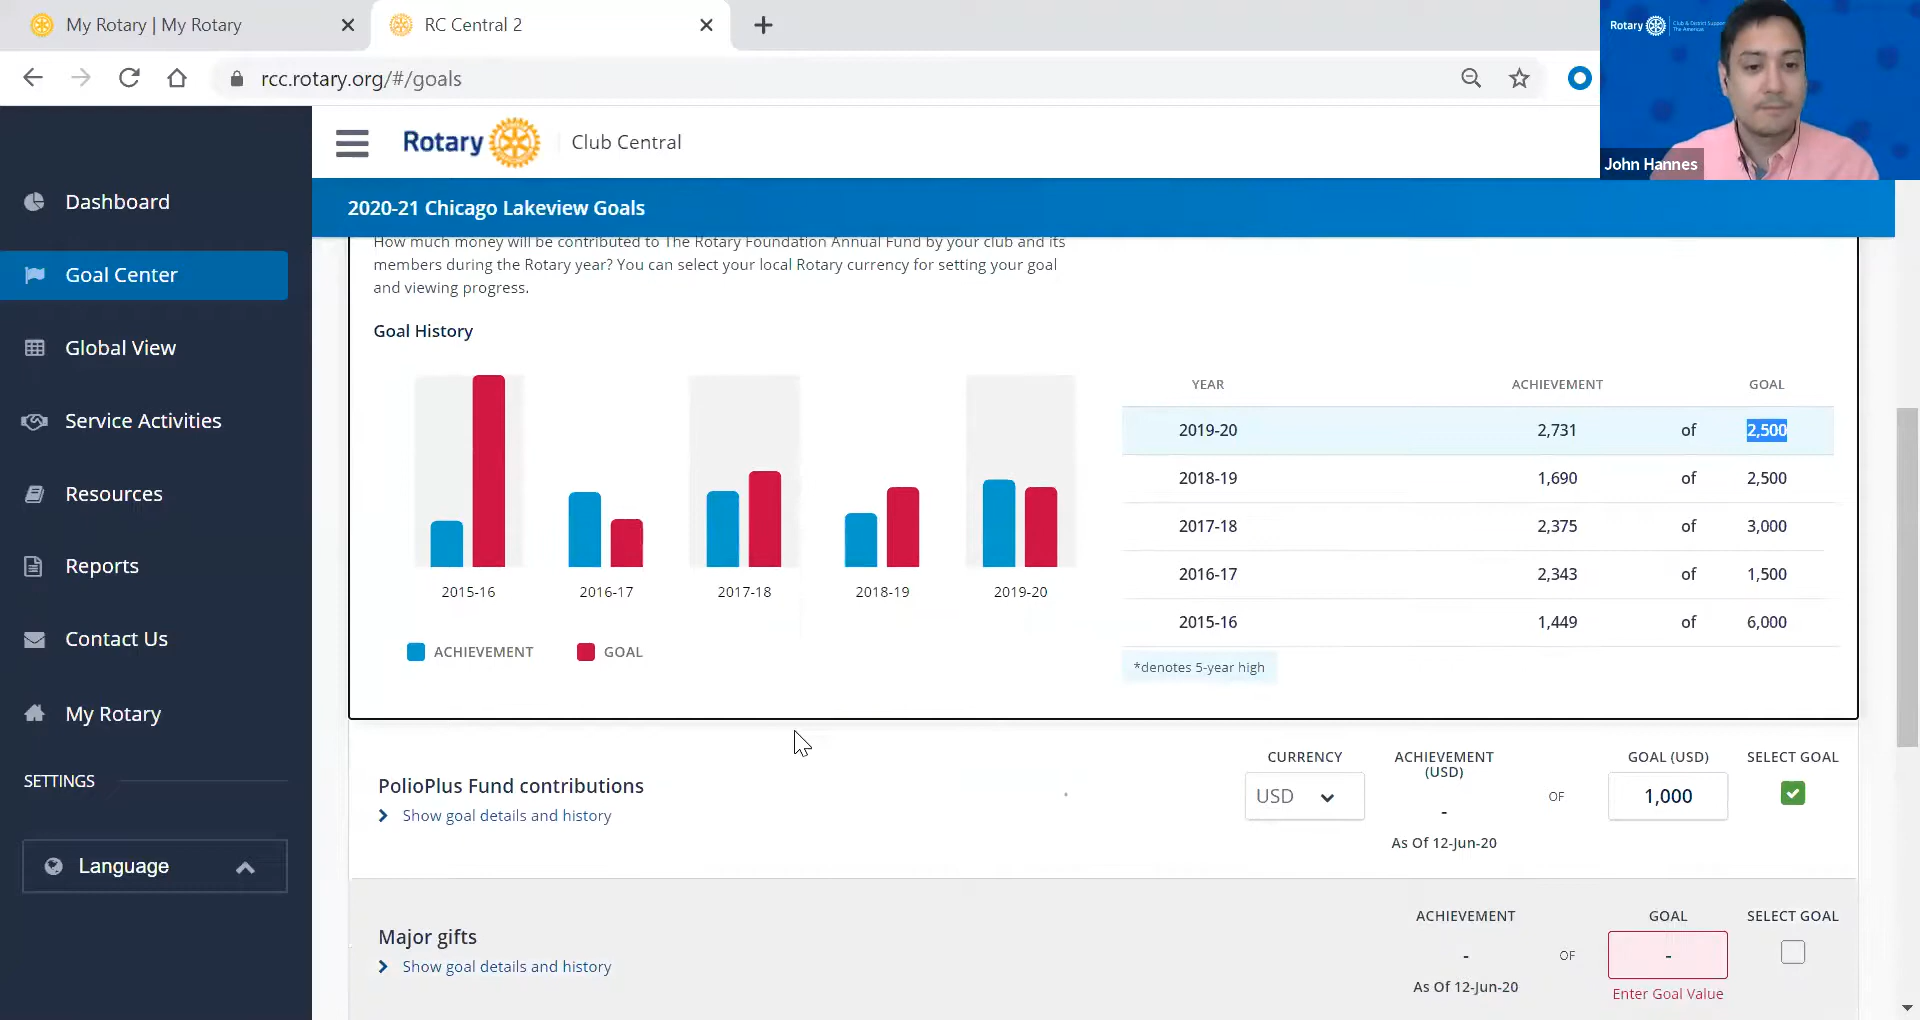 My Rotary | My Rotary
RC Central 2
rcc.rotary.org/#/goals
Rotary
Club & District Support
The Americas
John Hannes
Rotary
Club Central
2020-21 Chicago Lakeview Goals
Dashboard
Goal Center
Global View
Service Activities
Resources
Reports
Contact Us
My Rotary
SETTINGS
Language
How much money will be contributed to The Rotary Foundation Annual Fund by your club and its
members during the Rotary year? You can select your local Rotary currency for setting your goal
and viewing progress.
Goal History
2015-16 2016-17 2017-18 2018-19 2019-20
ACHIEVEMENT GOAL
YEAR ACHIEVEMENT GOAL
2019-20 2,731 of 2,500
2018-19 1,690 of 2,500
2017-18 2,375 of 3,000
2016-17 2,343 of 1,500
2015-16 1,449 of 6,000
*denotes 5-year high
PolioPlus Fund contributions
Show goal details and history
CURRENCY
USD
ACHIEVEMENT
(USD)
-
As Of 12-Jun-20
OF
GOAL (USD)
1,000
SELECT GOAL
Major gifts
Show goal details and history
ACHIEVEMENT
-
As Of 12-Jun-20
OF
GOAL
-
Enter Goal Value
SELECT GOAL